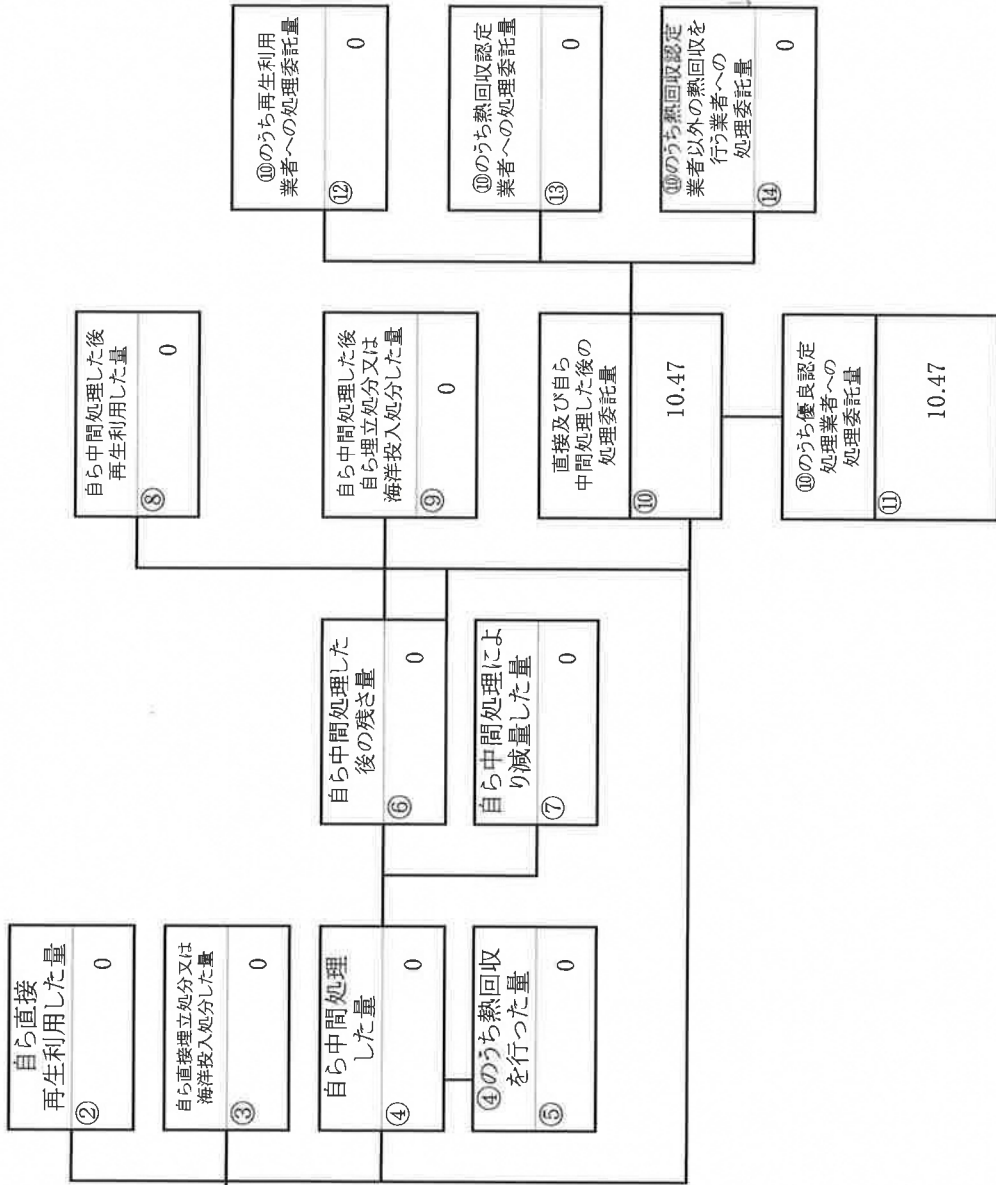 自ら直接
再生利用した量
②
0
自ら直接埋立処分又は
海洋投入処分した量
③
0
自ら中間処理
した量
④
0
④のうち熱回収
を行った量
⑤
0
自ら中間処理した
後の残さ量
⑥
0
自ら中間処理によ
り減量した量
⑦
0
自ら中間処理した後
再生利用した量
⑧
0
自ら中間処理した後
自ら埋立処分又は
海洋投入処分した量
⑨
0
直接及び自ら
中間処理した後の
処理委託量
⑩
10.47
⑩のうち優良認定
処理業者への
処理委託量
⑪
10.47
⑩のうち再生利用
業者への処理委託量
⑫
0
⑩のうち熱回収認定
業者への処理委託量
⑬
0
⑩のうち熱回収認定
業者以外の熱回収を
行う業者への
処理委託量
⑭
0